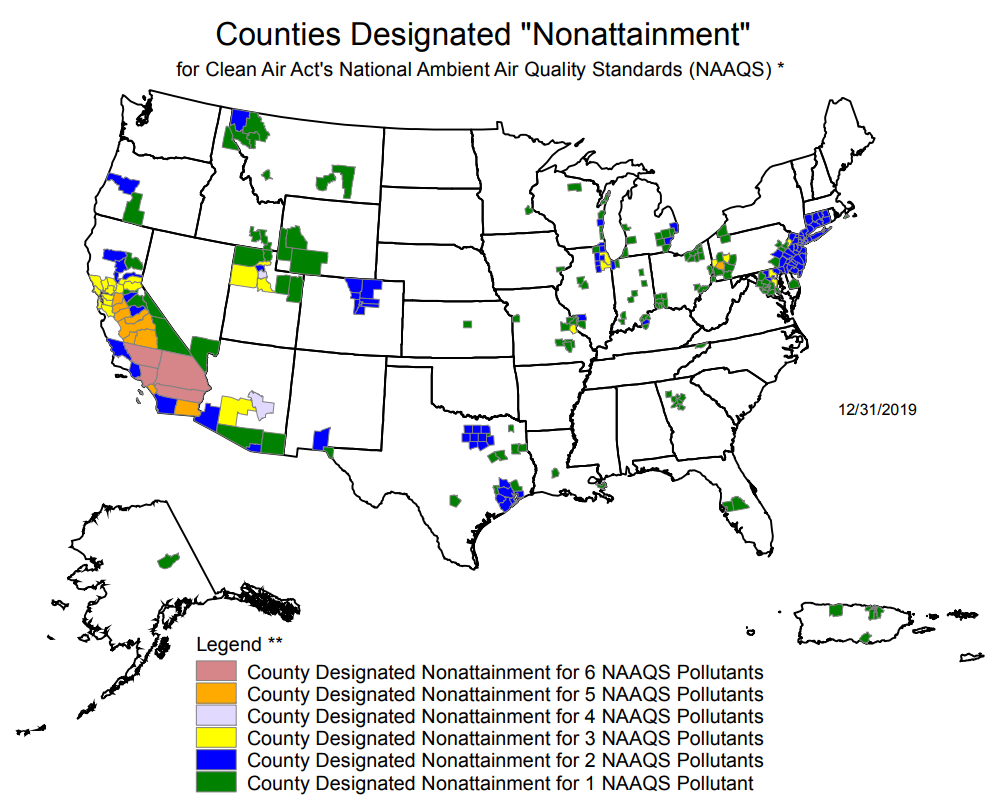 Counties Designated "Nonattainment"
for Clean Air Act's National Ambient Air Quality Standards (NAAQS) *
12/31/2019
Legend **
County Designated Nonattainment for 6 NAAQS Pollutants
County Designated Nonattainment for 5 NAAQS Pollutants
County Designated Nonattainment for 4 NAAQS Pollutants
County Designated Nonattainment for 3 NAAQS Pollutants
County Designated Nonattainment for 2 NAAQS Pollutants
County Designated Nonattainment for 1 NAAQS Pollutant